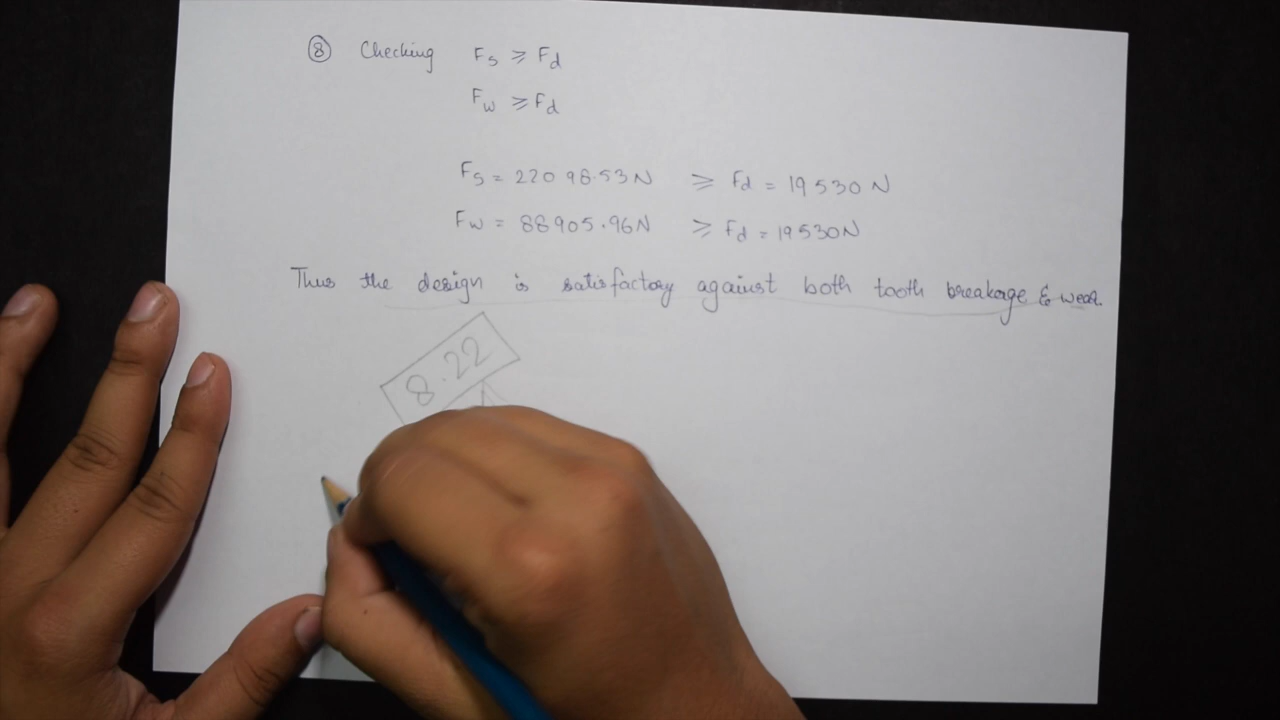 ⑧ Checking Fs ≥ Fd
Fw ≥ Fd
Fs = 22098.53N ≥ Fd = 19530 N
Fw = 88905.96N ≥ Fd = 19530N
Thus the design is satisfactory against both tooth breakage & wear.
8.22